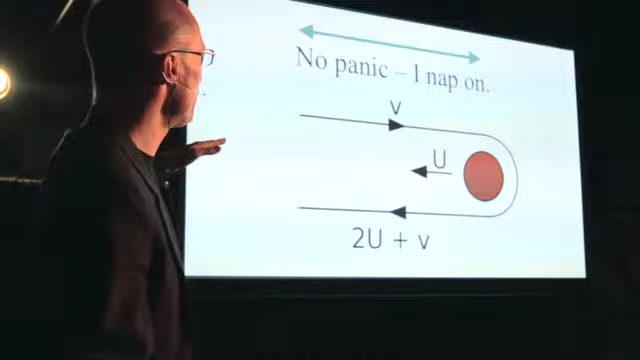 No panic – I nap on.
v
U
2U + v